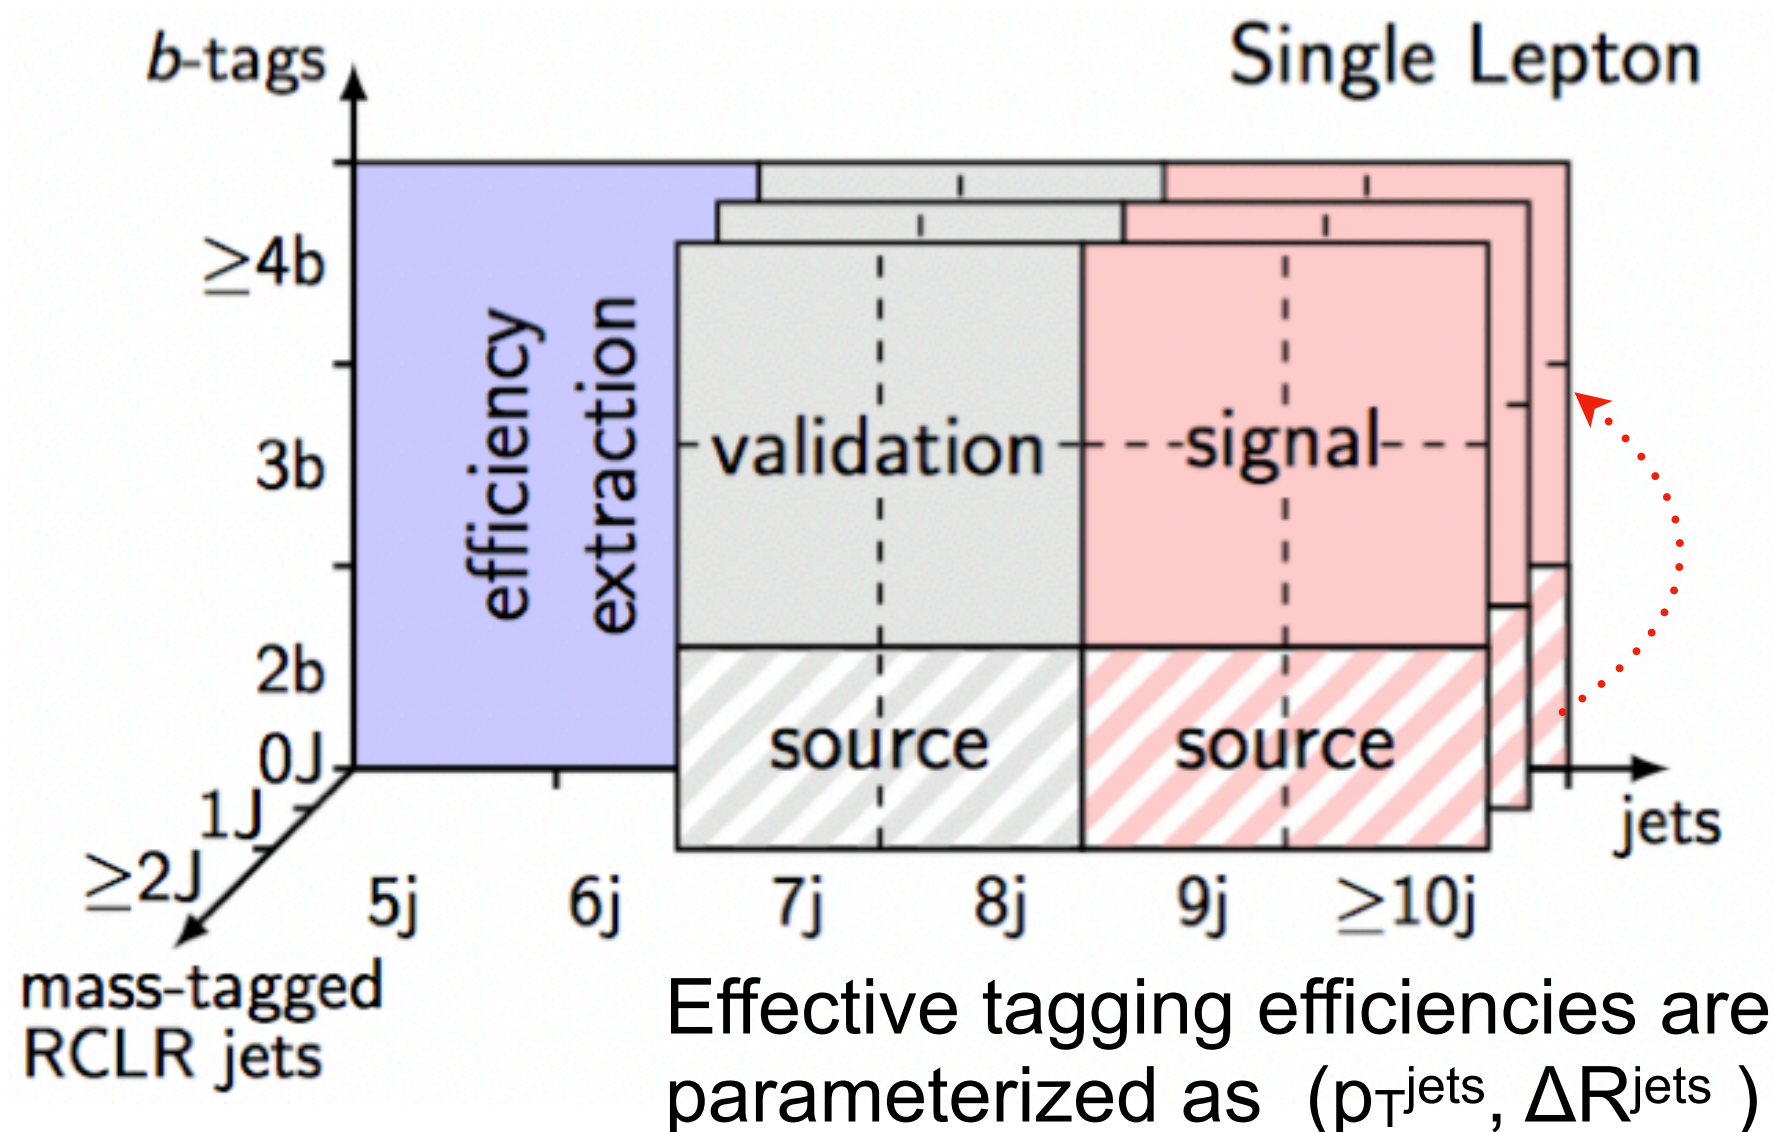 b-tags
Single Lepton
≥4b
3b
2b
0J
1J
≥2J
efficiency
extraction
validation
signal
source
source
jets
5j
6j
7j
8j
9j
≥10j
mass-tagged
RCLR jets
Effective tagging efficiencies are
parameterized as (pTjets, ΔRjets )